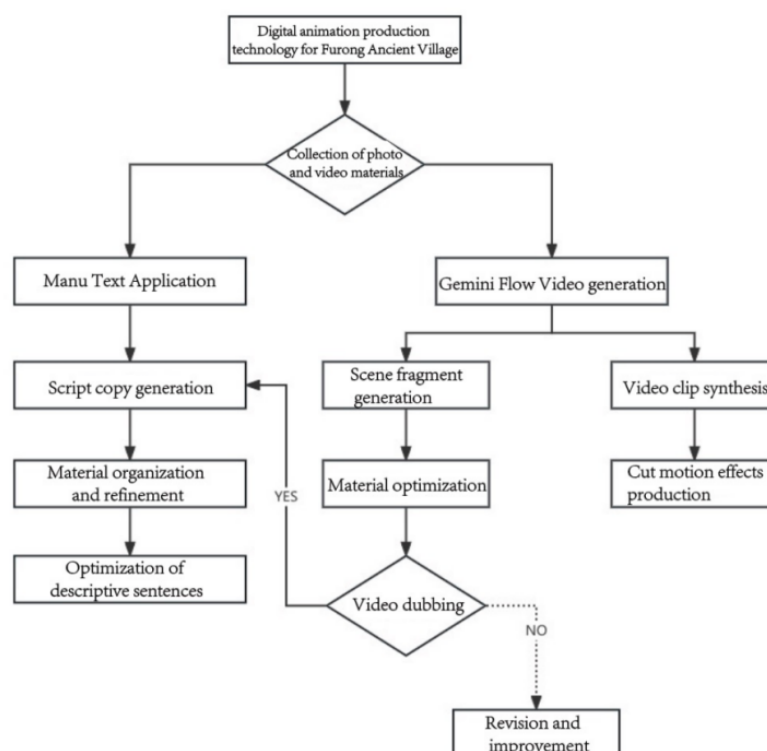 Digital animation production
technology for Furong Ancient Village
Collection of photo
and video materials
Manu Text Application
Gemini Flow Video generation
Script copy generation
Scene fragment
generation
Video clip synthesis
Material organization
and refinement
YES
Material optimization
Cut motion effects
production
Optimization of
descriptive sentences
Video dubbing
NO
Revision and
improvement